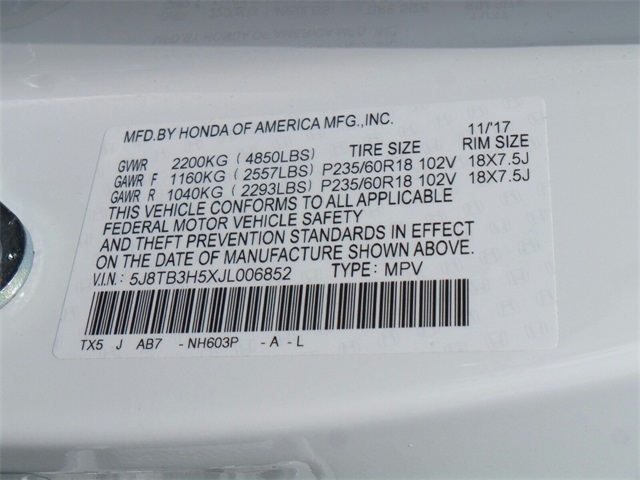 MFD.BY HONDA OF AMERICA MFG.,INC. 11/'17
TIRE SIZE RIM SIZE
GVWR 2200KG (4850LBS)
GAWR F 1160KG (2557LBS) P235/60R18 102V 18X7.5J
GAWR R 1040KG (2293LBS) P235/60R18 102V 18X7.5J
THIS VEHICLE CONFORMS TO ALL APPLICABLE
FEDERAL MOTOR VEHICLE SAFETY
AND THEFT PREVENTION STANDARDS IN EFFECT
ON THE DATE OF MANUFACTURE SHOWN ABOVE.
V.I.N.: 5J8TB3H5XJL006852 TYPE: MPV
TX5 J AB7 -NH603P -A-L